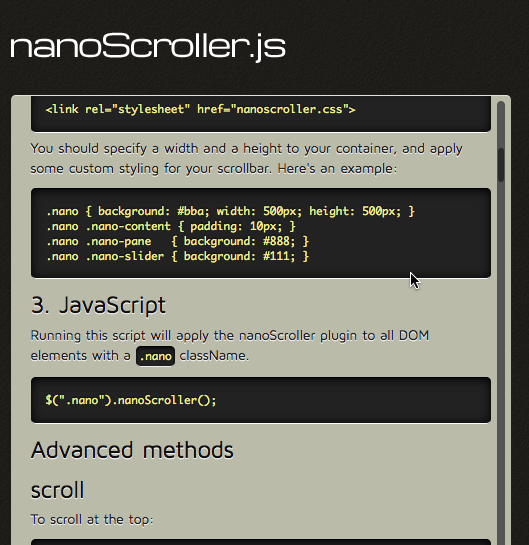 nanoScroller.js
<link rel="stylesheet" href="nanoscroller.css">
You should specify a width and a height to your container, and apply
some custom styling for your scrollbar. Here's an example:
.nano { background: #bba; width: 500px; height: 500px; }
.nano .nano-content { padding: 10px; }
.nano .nano-pane   { background: #888; }
.nano .nano-slider { background: #111; }
3. JavaScript
Running this script will apply the nanoScroller plugin to all DOM
elements with a .nano className.
$(".nano").nanoScroller();
Advanced methods
scroll
To scroll at the top: